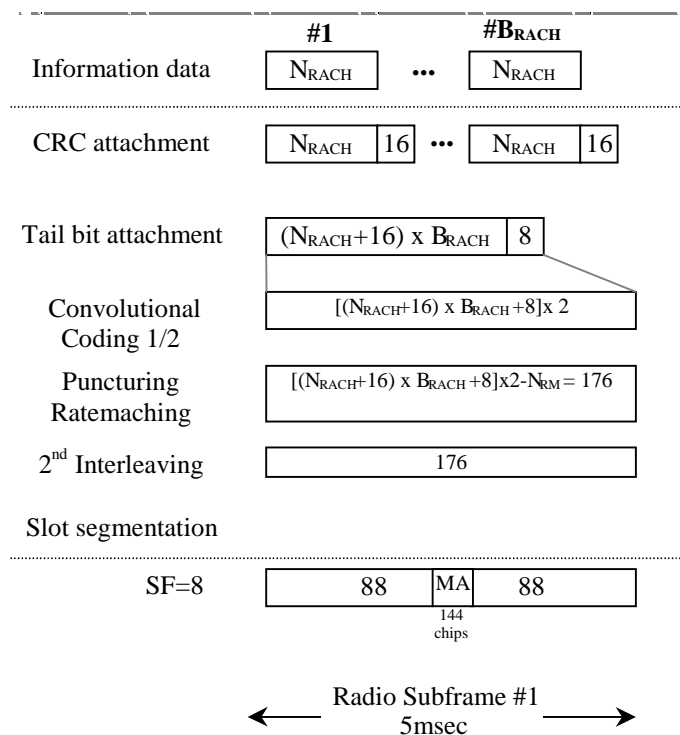 #1 #BRACH
Information data NRACH ... NRACH
CRC attachment NRACH 16 ... NRACH 16
Tail bit attachment (NRACH+16) x BRACH 8
Convolutional
Coding 1/2
[(NRACH+16) x BRACH+8]x 2
Puncturing
Ratemaching
[(NRACH+16) x BRACH+8]x2-NRM = 176
2nd Interleaving 176
Slot segmentation
SF=8 88 MA 88
144
chips
Radio Subframe #1
5msec